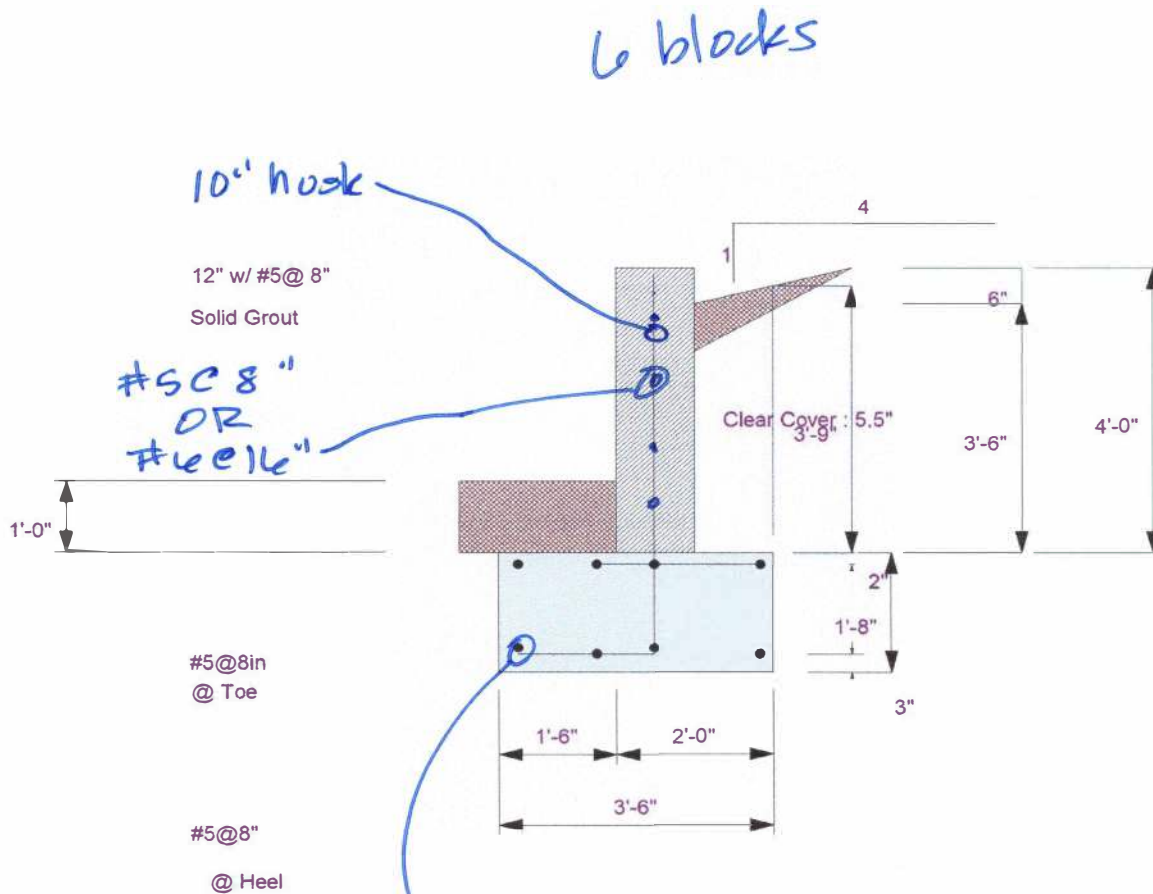 6 blocks
10" hook
4
1
12" w/ #5@ 8"
Solid Grout
6"
#5@8"
OR
#6@16"
Clear Cover : 5.5"
3'-9"
3'-6"
4'-0"
1'-0"
2"
1'-8"
3"
#5@8in
@ Toe
1'-6"
2'-0"
3'-6"
#5@8"
@ Heel